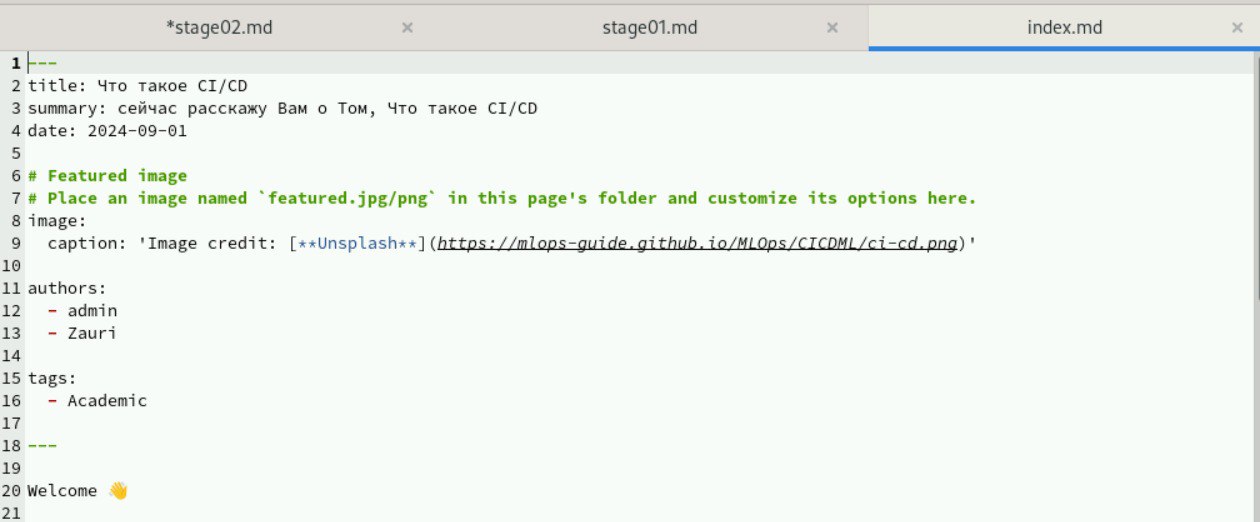 *stage02.md × stage01.md × index.md ×
1 ---
2 title: Что такое CI/CD
3 summary: сейчас расскажу Вам о Том, Что такое CI/CD
4 date: 2024-09-01
5
6 # Featured image
7 # Place an image named `featured.jpg/png` in this page's folder and customize its options here.
8 image:
9   caption: 'Image credit: [**Unsplash**](https://mlops-guide.github.io/MLOps/CICDML/ci-cd.png)'
10
11 authors:
12   - admin
13   - Zauri
14
15 tags:
16   - Academic
17
18 ---
19
20 Welcome 👋
21